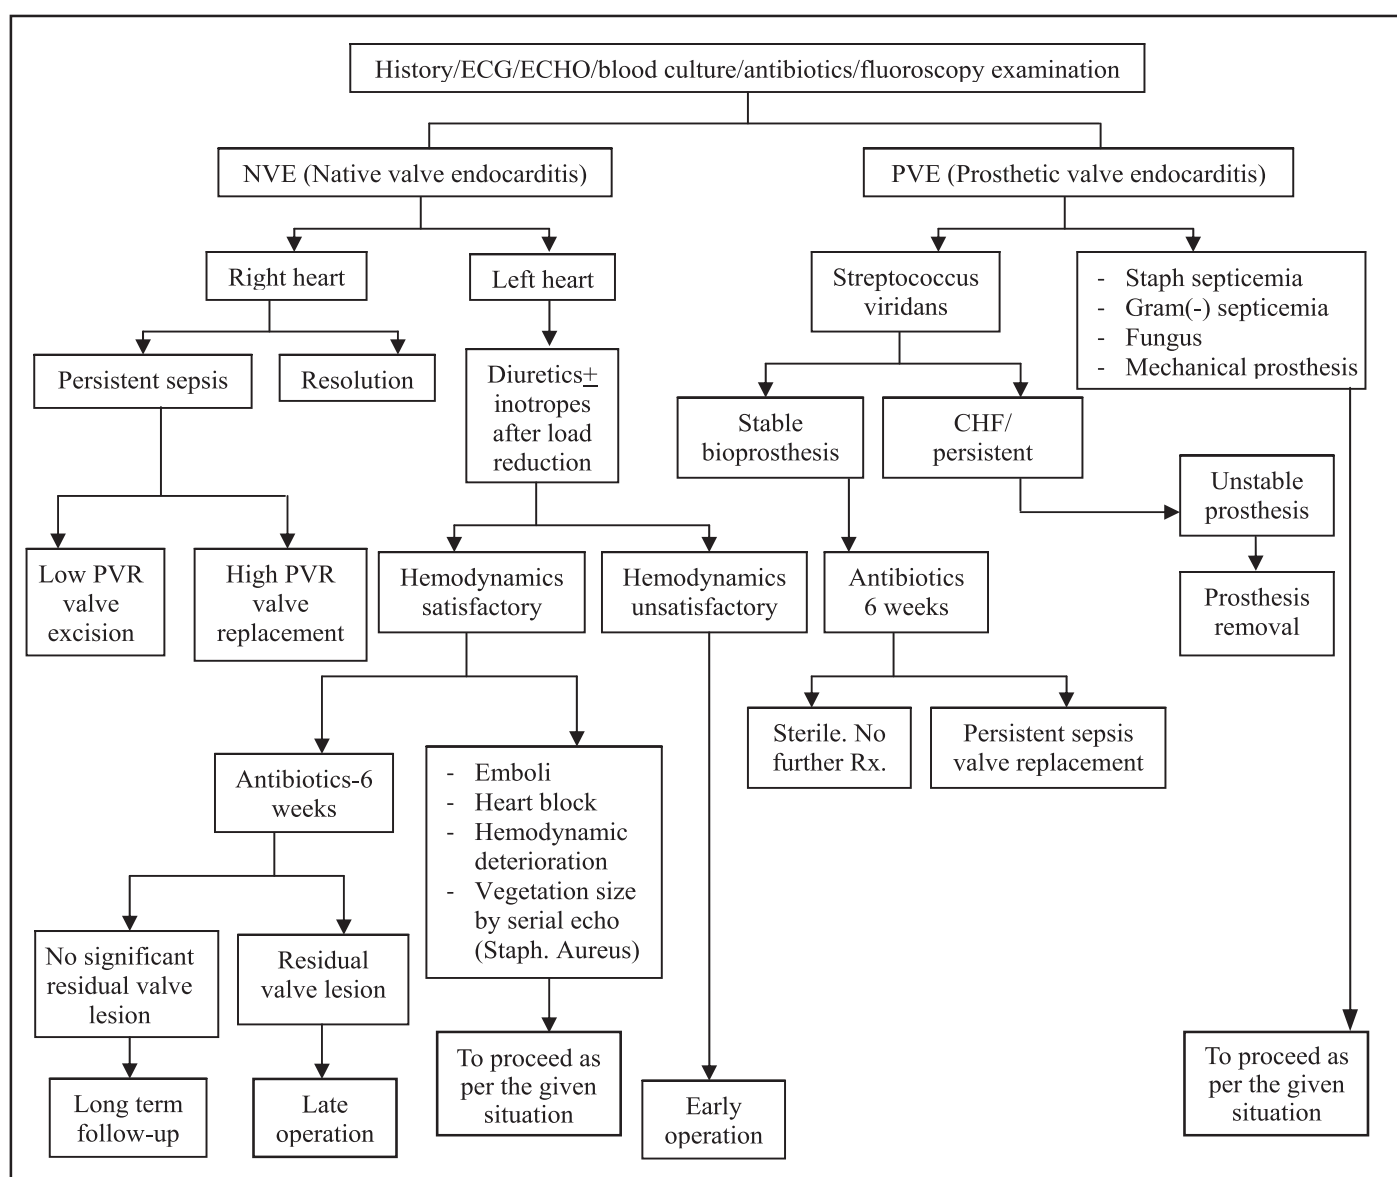 History/ECG/ECHO/blood culture/antibiotics/fluoroscopy examination
NVE (Native valve endocarditis)
PVE (Prosthetic valve endocarditis)
Right heart
Left heart
Streptococcus
viridans
- Staph septicemia
- Gram(-) septicemia
- Fungus
- Mechanical prosthesis
Persistent sepsis
Resolution
Diuretics±
inotropes
after load
reduction
Stable
bioprosthesis
CHF/
persistent
Unstable
prosthesis
Low PVR
valve
excision
High PVR
valve
replacement
Hemodynamics
satisfactory
Hemodynamics
unsatisfactory
Antibiotics
6 weeks
Prosthesis
removal
Antibiotics-6
weeks
- Emboli
- Heart block
- Hemodynamic
deterioration
- Vegetation size
by serial echo
(Staph. Aureus)
Sterile. No
further Rx.
Persistent sepsis
valve replacement
No significant
residual valve
lesion
Residual
valve lesion
Long term
follow-up
Late
operation
To proceed as
per the given
situation
Early
operation
To proceed as
per the given
situation